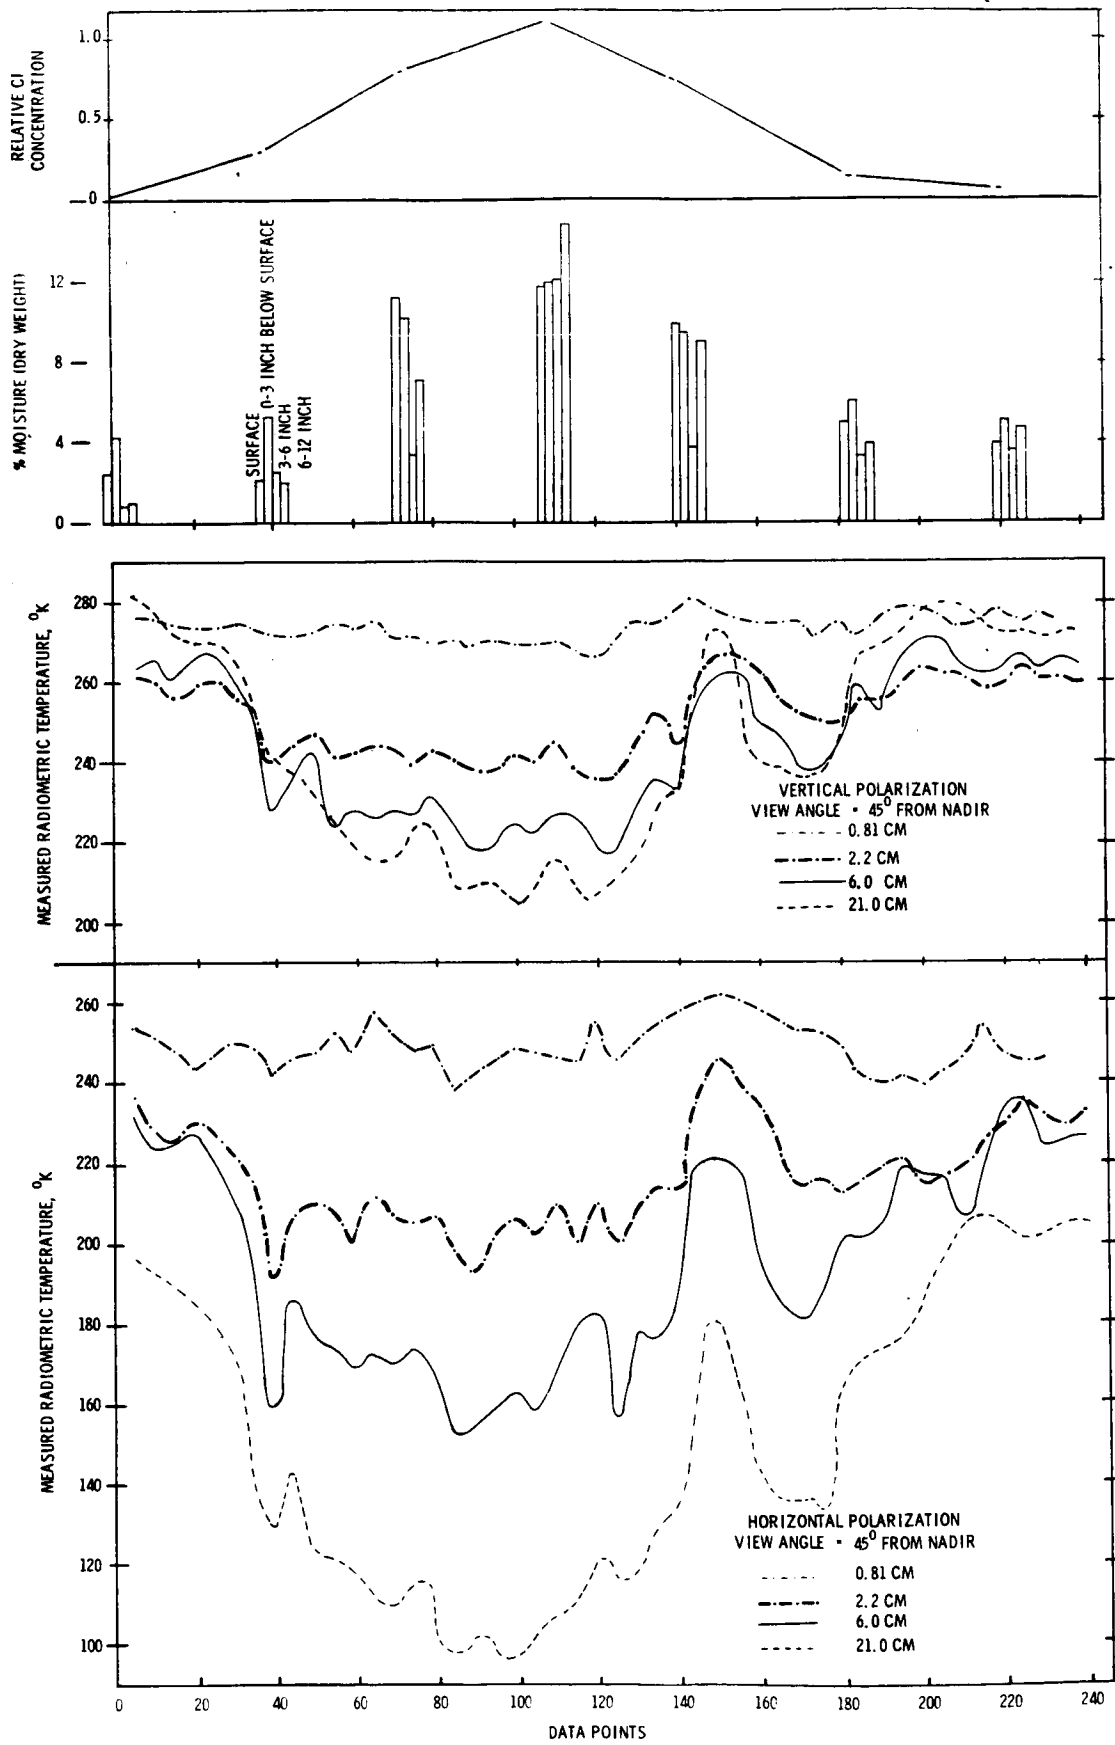 RELATIVE Cl
CONCENTRATION
1.0
0.5
0
% MOISTURE (DRY WEIGHT)
12
8
4
0
SURFACE
0-3 INCH BELOW SURFACE
3-6 INCH
6-12 INCH
MEASURED RADIOMETRIC TEMPERATURE, °K
280
260
240
220
200
VERTICAL POLARIZATION
VIEW ANGLE = 45° FROM NADIR
0.81 CM
2.2 CM
6.0 CM
21.0 CM
MEASURED RADIOMETRIC TEMPERATURE, °K
260
240
220
200
180
160
140
120
100
HORIZONTAL POLARIZATION
VIEW ANGLE = 45° FROM NADIR
0.81 CM
2.2 CM
6.0 CM
21.0 CM
0 20 40 60 80 100 120 140 160 180 200 220 240
DATA POINTS